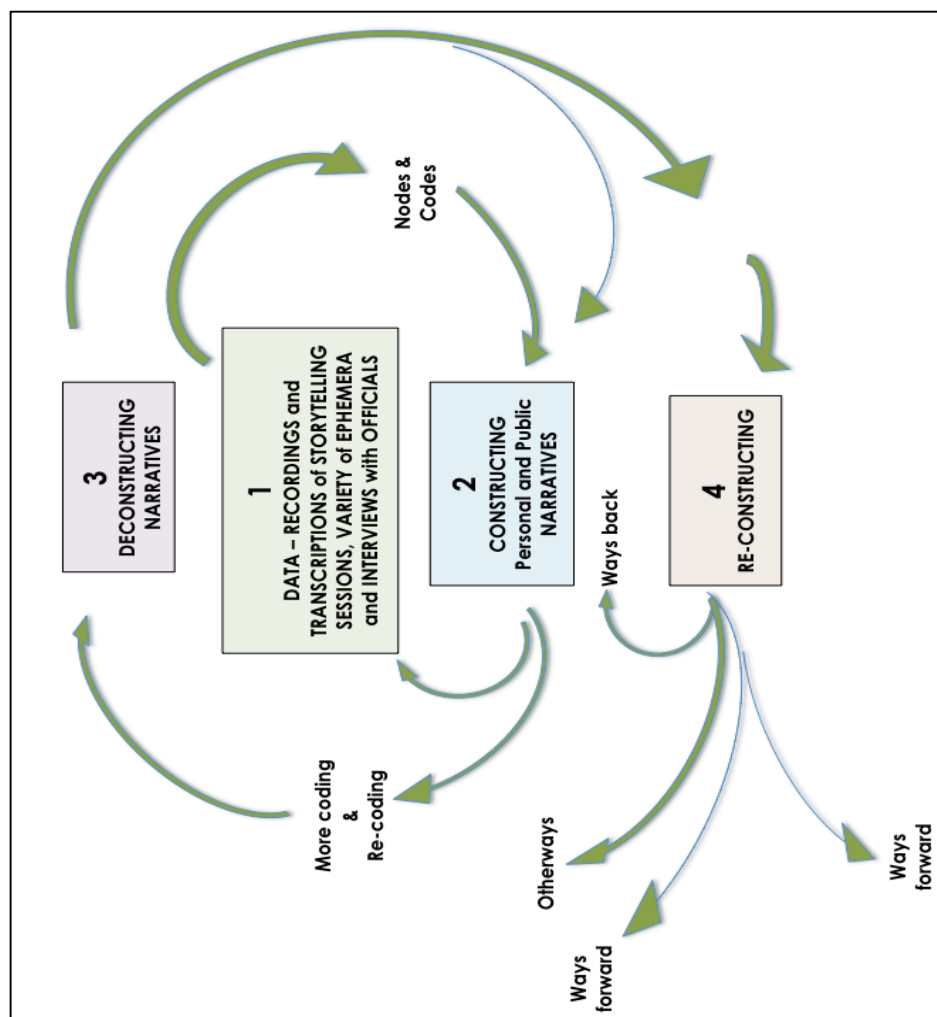 3
DECONSTRUCTING
NARRATIVES
1
DATA – RECORDINGS and
TRANSCRIPTIONS of STORYTELLING
SESSIONS, VARIETY of EPHEMERA
and INTERVIEWS with OFFICIALS
Nodes &
Codes
2
CONSTRUCTING
Personal and Public
NARRATIVES
More coding
&
Re-coding
Ways back
4
RE-CONSTRUCTING
Otherways
Ways
forward
Ways
forward